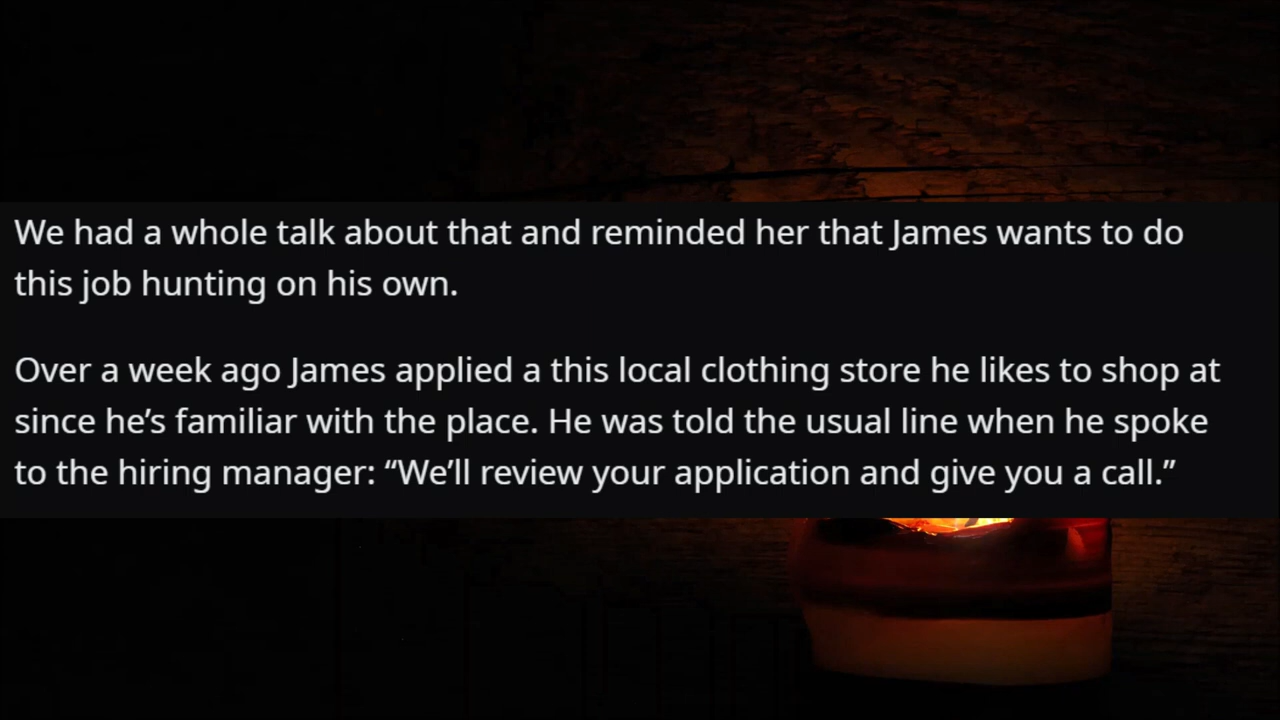 We had a whole talk about that and reminded her that James wants to do
this job hunting on his own.
Over a week ago James applied a this local clothing store he likes to shop at
since he’s familiar with the place. He was told the usual line when he spoke
to the hiring manager: “We’ll review your application and give you a call.”